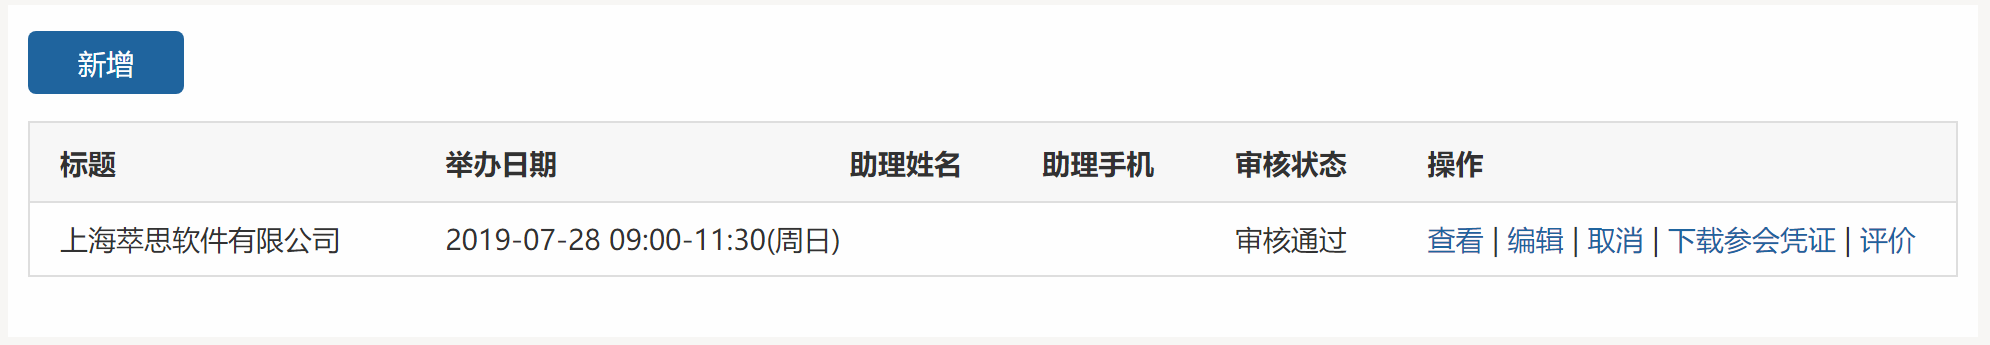 新增
标题 举办日期 助理姓名 助理手机 审核状态 操作
上海萃思软件有限公司 2019-07-28 09:00-11:30(周日) 审核通过 查看 | 编辑 | 取消 | 下载参会凭证 | 评价